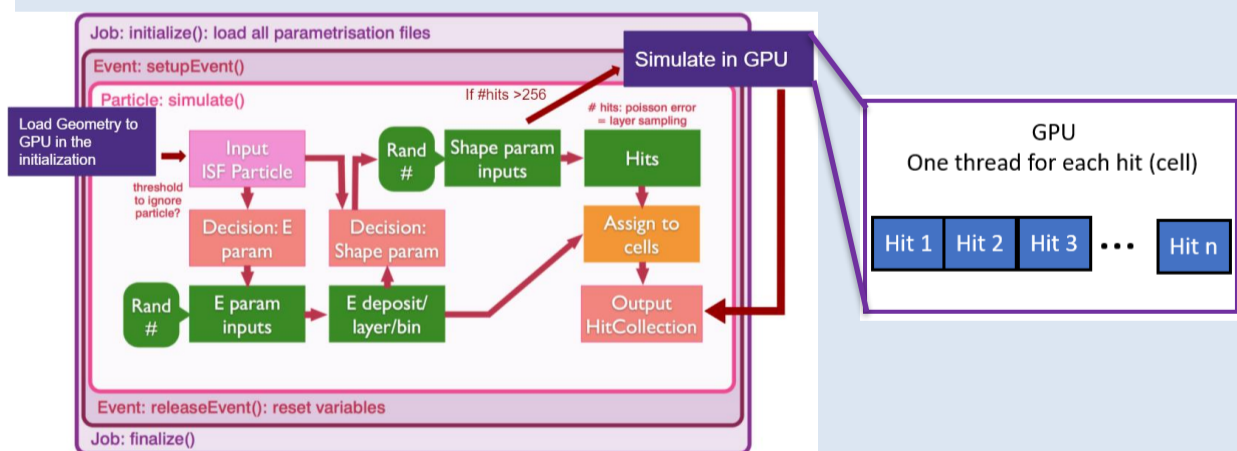 Job: initialize(): load all parametrisation files
Event: setupEvent()
Simulate in GPU
Particle: simulate()
If #hits >256
# hits: poisson error
= layer sampling
Load Geometry to
GPU in the
initialization
Input
ISF Particle
Rand
#
Shape param
inputs
Hits
threshold
to ignore
particle?
Decision: E
param
Decision:
Shape param
Assign to
cells
Rand
#
E param
inputs
E deposit/
layer/bin
Output
HitCollection
Event: releaseEvent(): reset variables
Job: finalize()
GPU
One thread for each hit (cell)
Hit 1
Hit 2
Hit 3
•••
Hit n